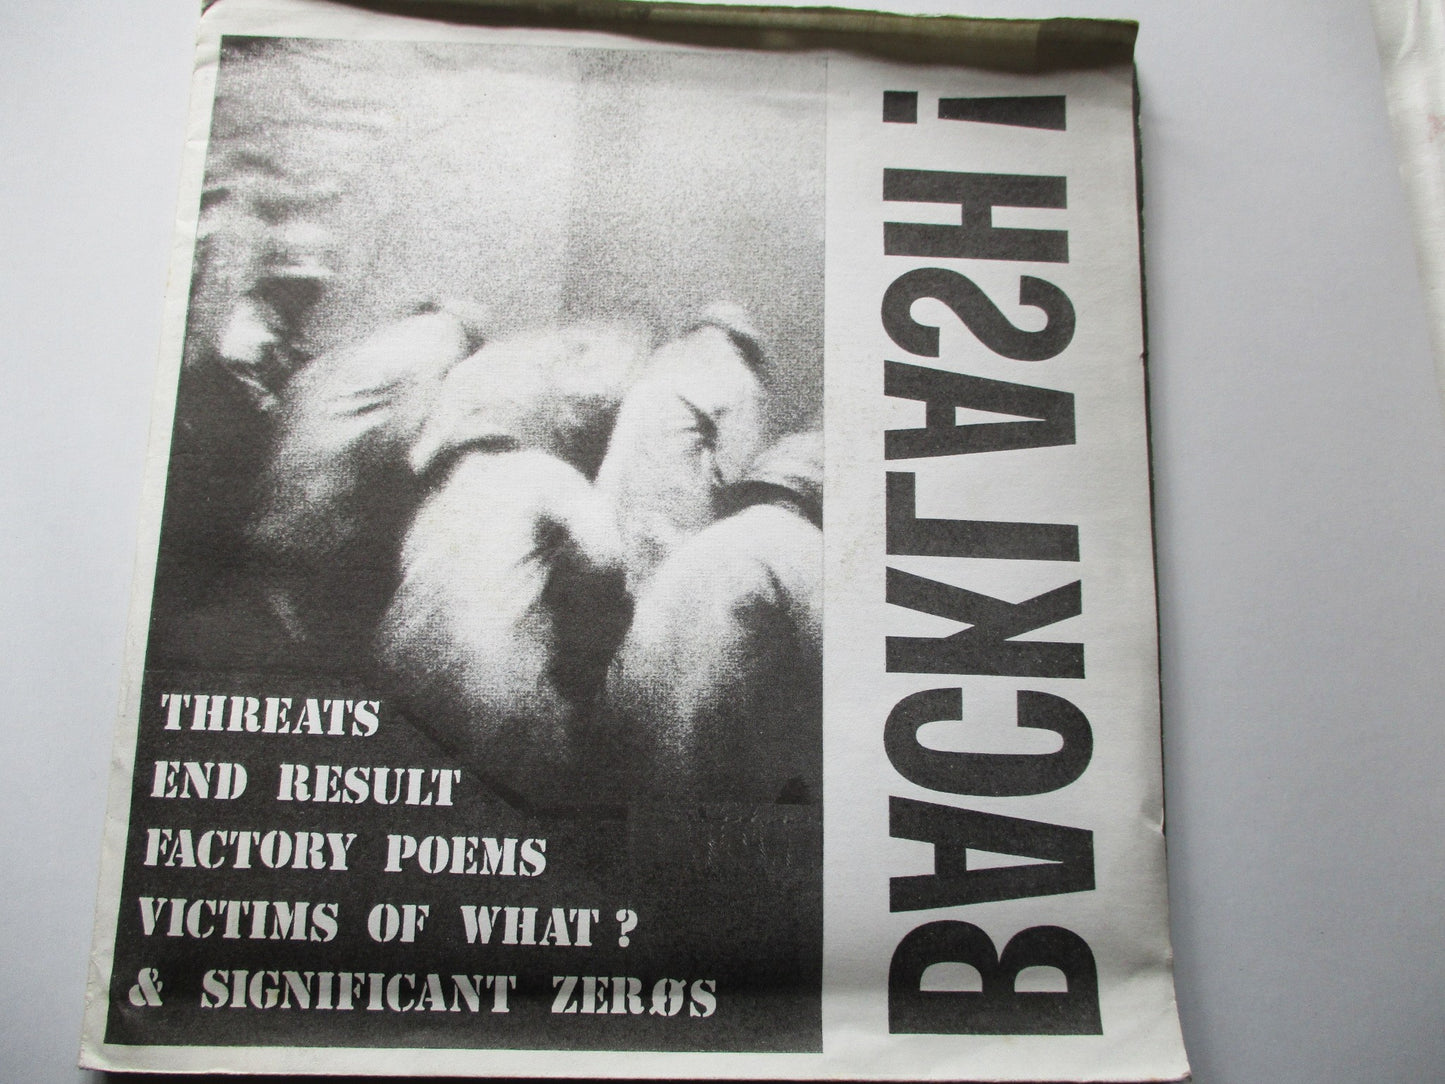 BACKLASH!
THREATS
END RESULT
FACTORY POEMS
VICTIMS OF WHAT?
& SIGNIFICANT ZERØS